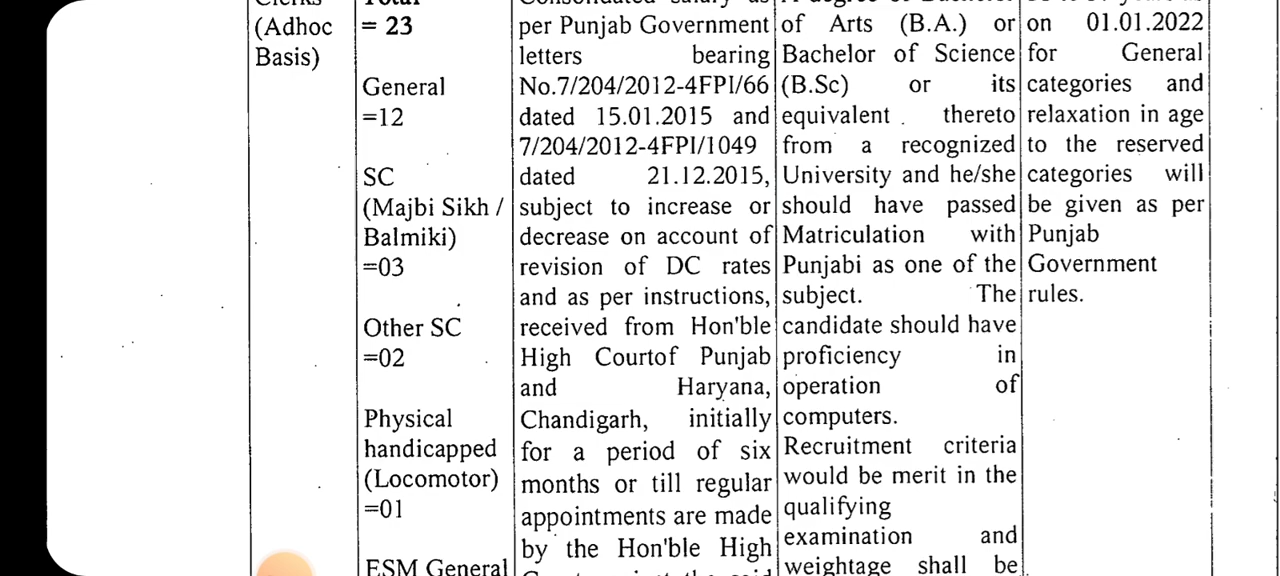 Clerks
(Adhoc
Basis)
Total
= 23
General
=12
SC
(Majbi Sikh /
Balmiki)
=03
Other SC
=02
Physical
handicapped
(Locomotor)
=01
ESM General
Consolidated salary as
per Punjab Government
letters bearing
No.7/204/2012-4FPI/66
dated 15.01.2015 and
7/204/2012-4FPI/1049
dated 21.12.2015,
subject to increase or
decrease on account of
revision of DC rates
and as per instructions,
received from Hon'ble
High Courtof Punjab
and Haryana,
Chandigarh, initially
for a period of six
months or till regular
appointments are made
by the Hon'ble High
A degree of Bachelor
of Arts (B.A.) or
Bachelor of Science
(B.Sc) or its
equivalent . thereto
from a recognized
University and he/she
should have passed
Matriculation with
Punjabi as one of the
subject. The
candidate should have
proficiency in
operation of
computers.
Recruitment criteria
would be merit in the
qualifying
examination and
weightage shall be
on 01.01.2022
for General
categories and
relaxation in age
to the reserved
categories will
be given as per
Punjab
Government
rules.